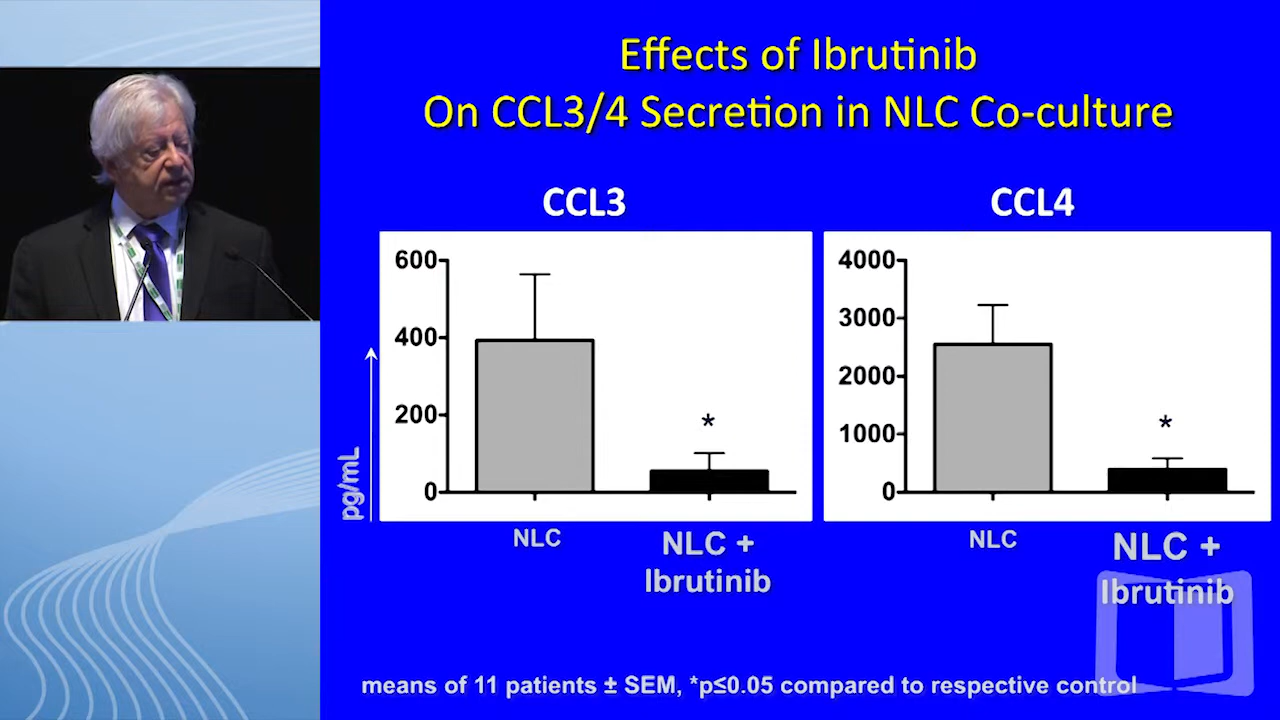 Effects of Ibrutinib
On CCL3/4 Secretion in NLC Co-culture
CCL3
600
400
200
0
pg/mL
NLC
NLC +
Ibrutinib
CCL4
4000
3000
2000
1000
0
NLC
NLC +
Ibrutinib
*
*
means of 11 patients ± SEM, *p≤0.05 compared to respective control